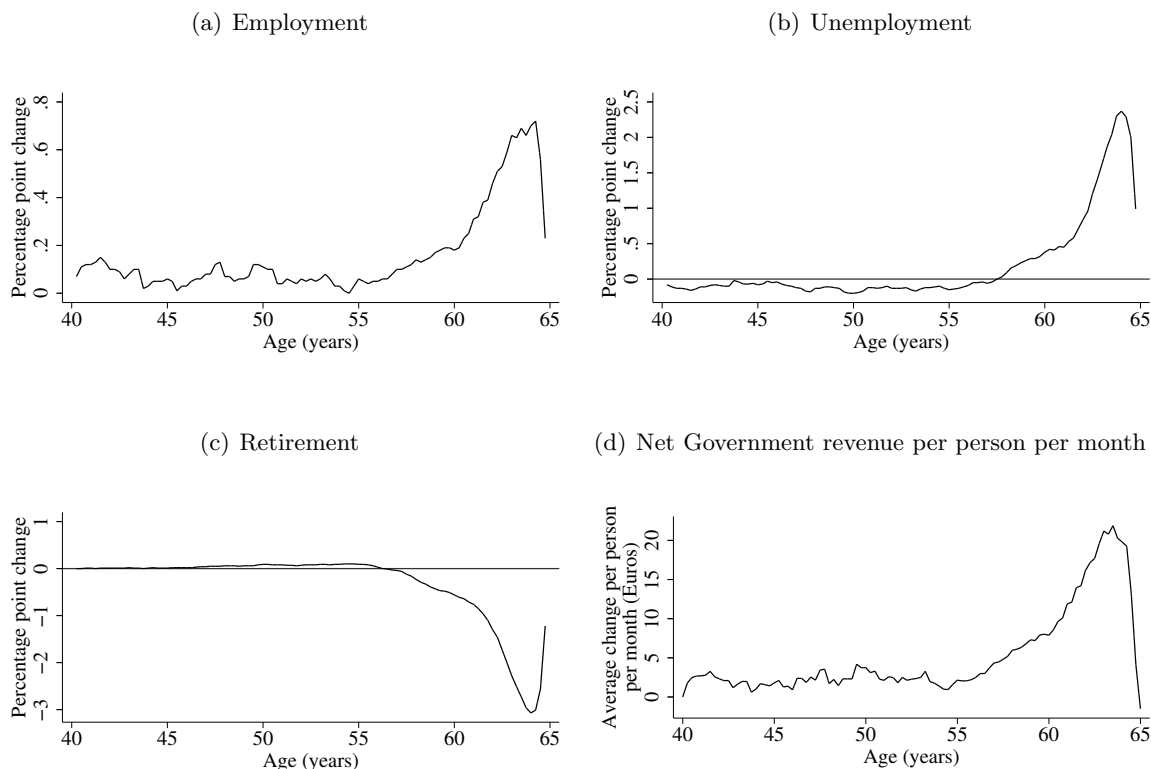 (a) Employment
Percentage point change
0 .2 .4 .6 .8
40 45 50 55 60 65
Age (years)
(b) Unemployment
Percentage point change
0 .5 1 1.5 2 2.5
40 45 50 55 60 65
Age (years)
(c) Retirement
Percentage point change
−3 −2 −1 0 1
40 45 50 55 60 65
Age (years)
(d) Net Government revenue per person per month
Average change per person
per month (Euros)
0 5 10 15 20
40 45 50 55 60 65
Age (years)